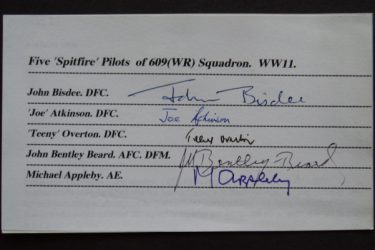 Five 'Spitfire' Pilots of 609(WR) Squadron. WW11.
John Bisdee. DFC. John Bisdee
'Joe' Atkinson. DFC. Joe Atkinson
'Teeny' Overton. DFC. Teeny Overton
John Bentley Beard. AFC. DFM. J Bentley Beard
Michael Appleby. AE. M Appleby